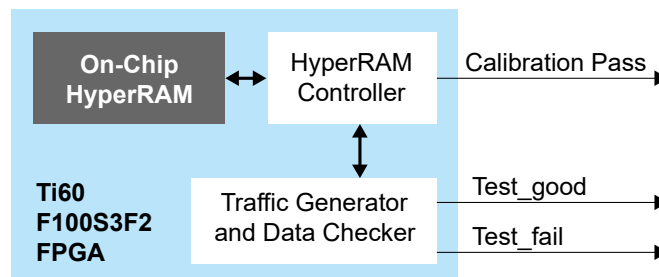 On-Chip
HyperRAM
HyperRAM
Controller
Calibration Pass
Ti60
F100S3F2
FPGA
Traffic Generator
and Data Checker
Test_good
Test_fail